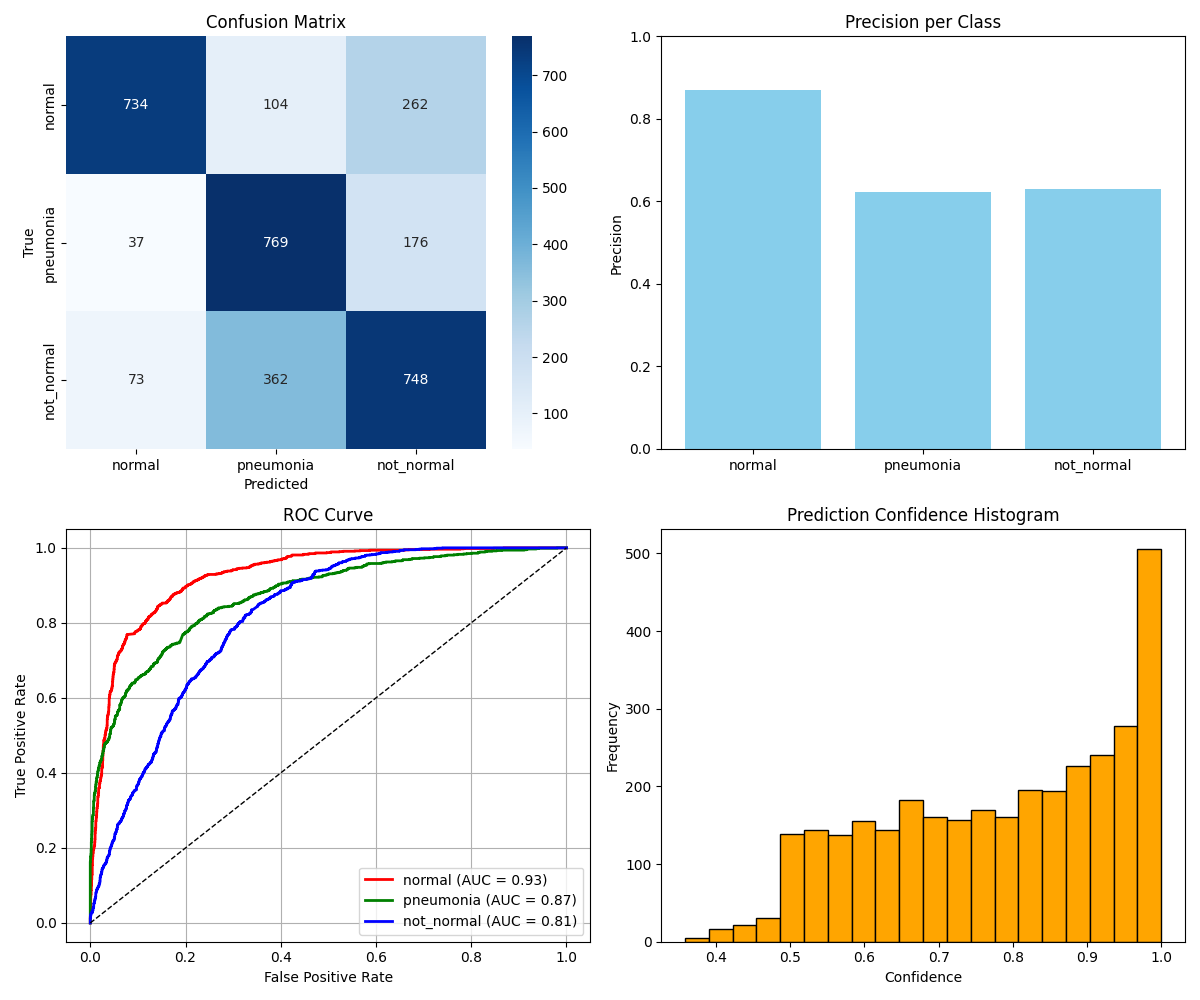 Confusion Matrix
True
normal
pneumonia
not_normal
734 104 262
37 769 176
73 362 748
normal pneumonia not_normal
Predicted
700
600
500
400
300
200
100
Precision per Class
Precision
1.0
0.8
0.6
0.4
0.2
0.0
normal pneumonia not_normal
ROC Curve
True Positive Rate
1.0
0.8
0.6
0.4
0.2
0.0
normal (AUC = 0.93)
pneumonia (AUC = 0.87)
not_normal (AUC = 0.81)
0.0 0.2 0.4 0.6 0.8 1.0
False Positive Rate
Prediction Confidence Histogram
Frequency
500
400
300
200
100
0
0.4 0.5 0.6 0.7 0.8 0.9 1.0
Confidence